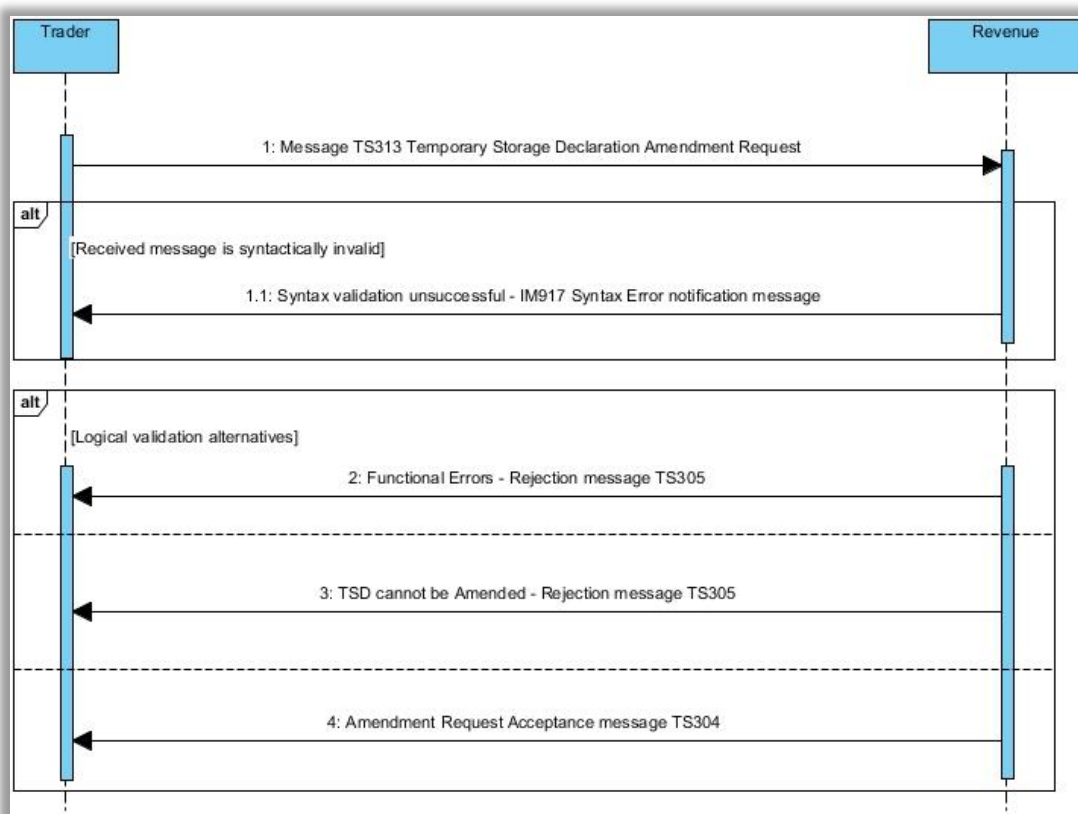 Trader
Revenue
1: Message TS313 Temporary Storage Declaration Amendment Request
alt
[Received message is syntactically invalid]
1.1: Syntax validation unsuccessful - IM917 Syntax Error notification message
alt
[Logical validation alternatives]
2: Functional Errors - Rejection message TS305
3: TSD cannot be Amended - Rejection message TS305
4: Amendment Request Acceptance message TS304